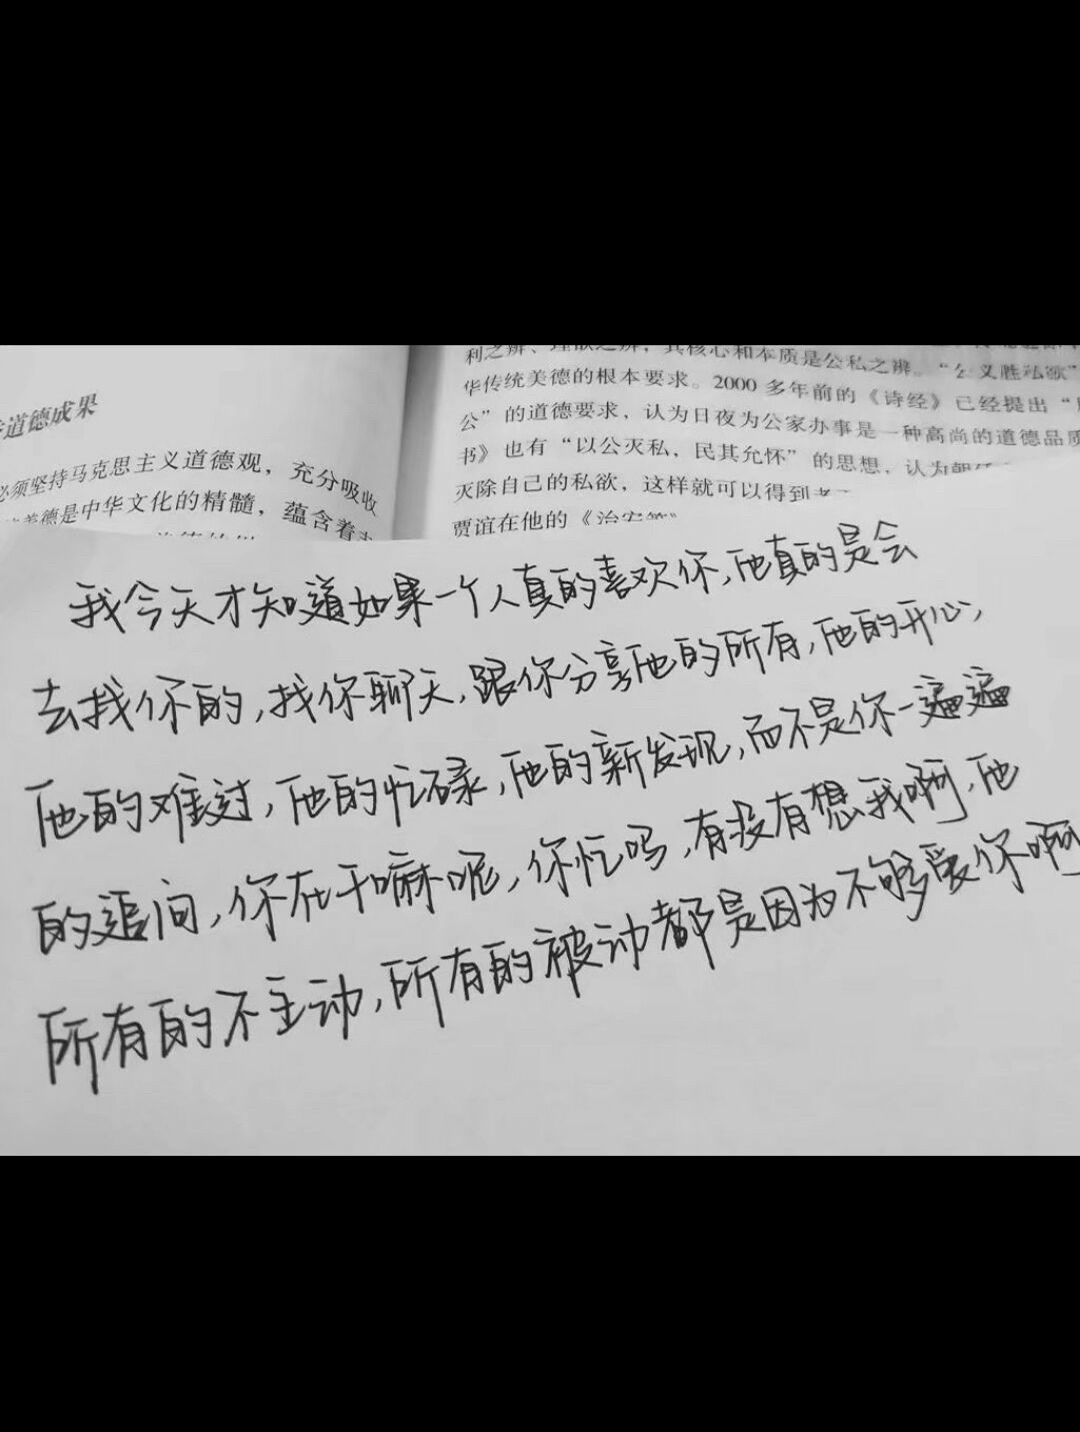 道德成果
必须坚持马克思主义道德观，充分吸收
美德是中华文化的精髓，蕴含着
利之辨、理欲之辨，其核心和本质是公私之辨。“公义胜私欲”
华传统美德的根本要求。2000 多年前的《诗经》已经提出“
公”的道德要求，认为日夜为公家办事是一种高尚的道德品质
书》也有“以公灭私，民其允怀”的思想，认为朝
灭除自己的私欲，这样就可以得到
贾谊在他的《治安策》
我今天才知道如果一个人真的喜欢你，他真的是会
去找你的，找你聊天，跟你分享他的所有，他的开心，
他的难过，他的忙碌，他的新发现，而不是你一遍遍
的追问，你在干嘛呢，你忙吗，有没有想我啊，他
所有的不主动，所有的被动都是因为不够爱你啊